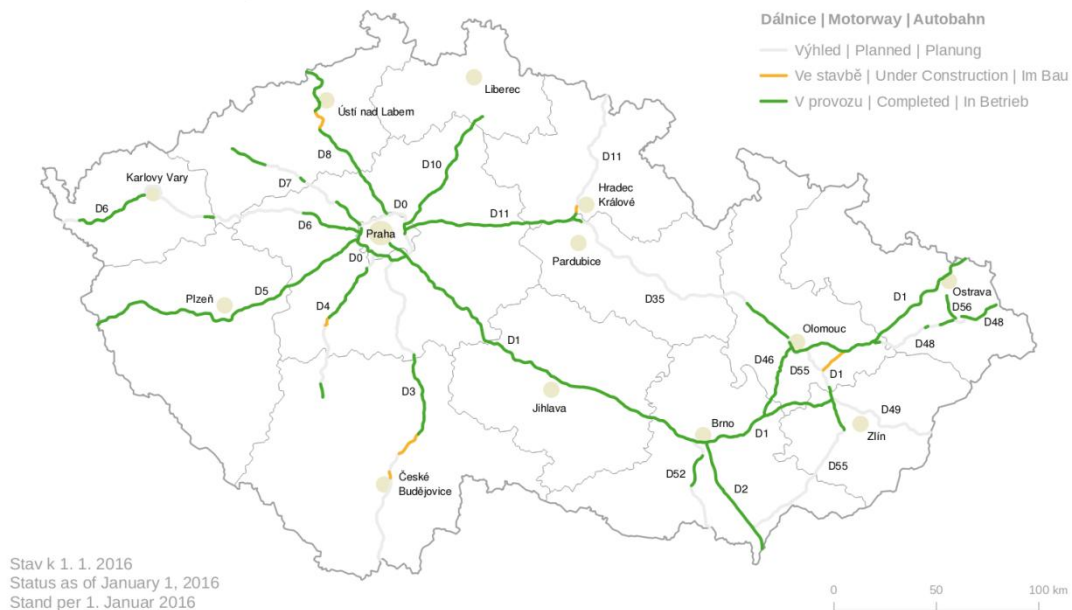 Dálnice | Motorway | Autobahn
Výhled | Planned | Planung
Ve stavbě | Under Construction | Im Bau
V provozu | Completed | In Betrieb
Liberec
Ústí nad Labem
D8
D10
D11
D7
Karlovy Vary
D6
D0
Hradec
Králové
D11
D6
Praha
D0
Pardubice
D5
Plzeň
D4
D35
D1
Ostrava
D56
D48
D1
Olomouc
D48
D46
D55
D1
D3
Jihlava
D49
Brno
D1
Zlín
D55
D52
D2
České
Budějovice
Stav k 1. 1. 2016
Status as of January 1, 2016
Stand per 1. Januar 2016
0 50 100 km